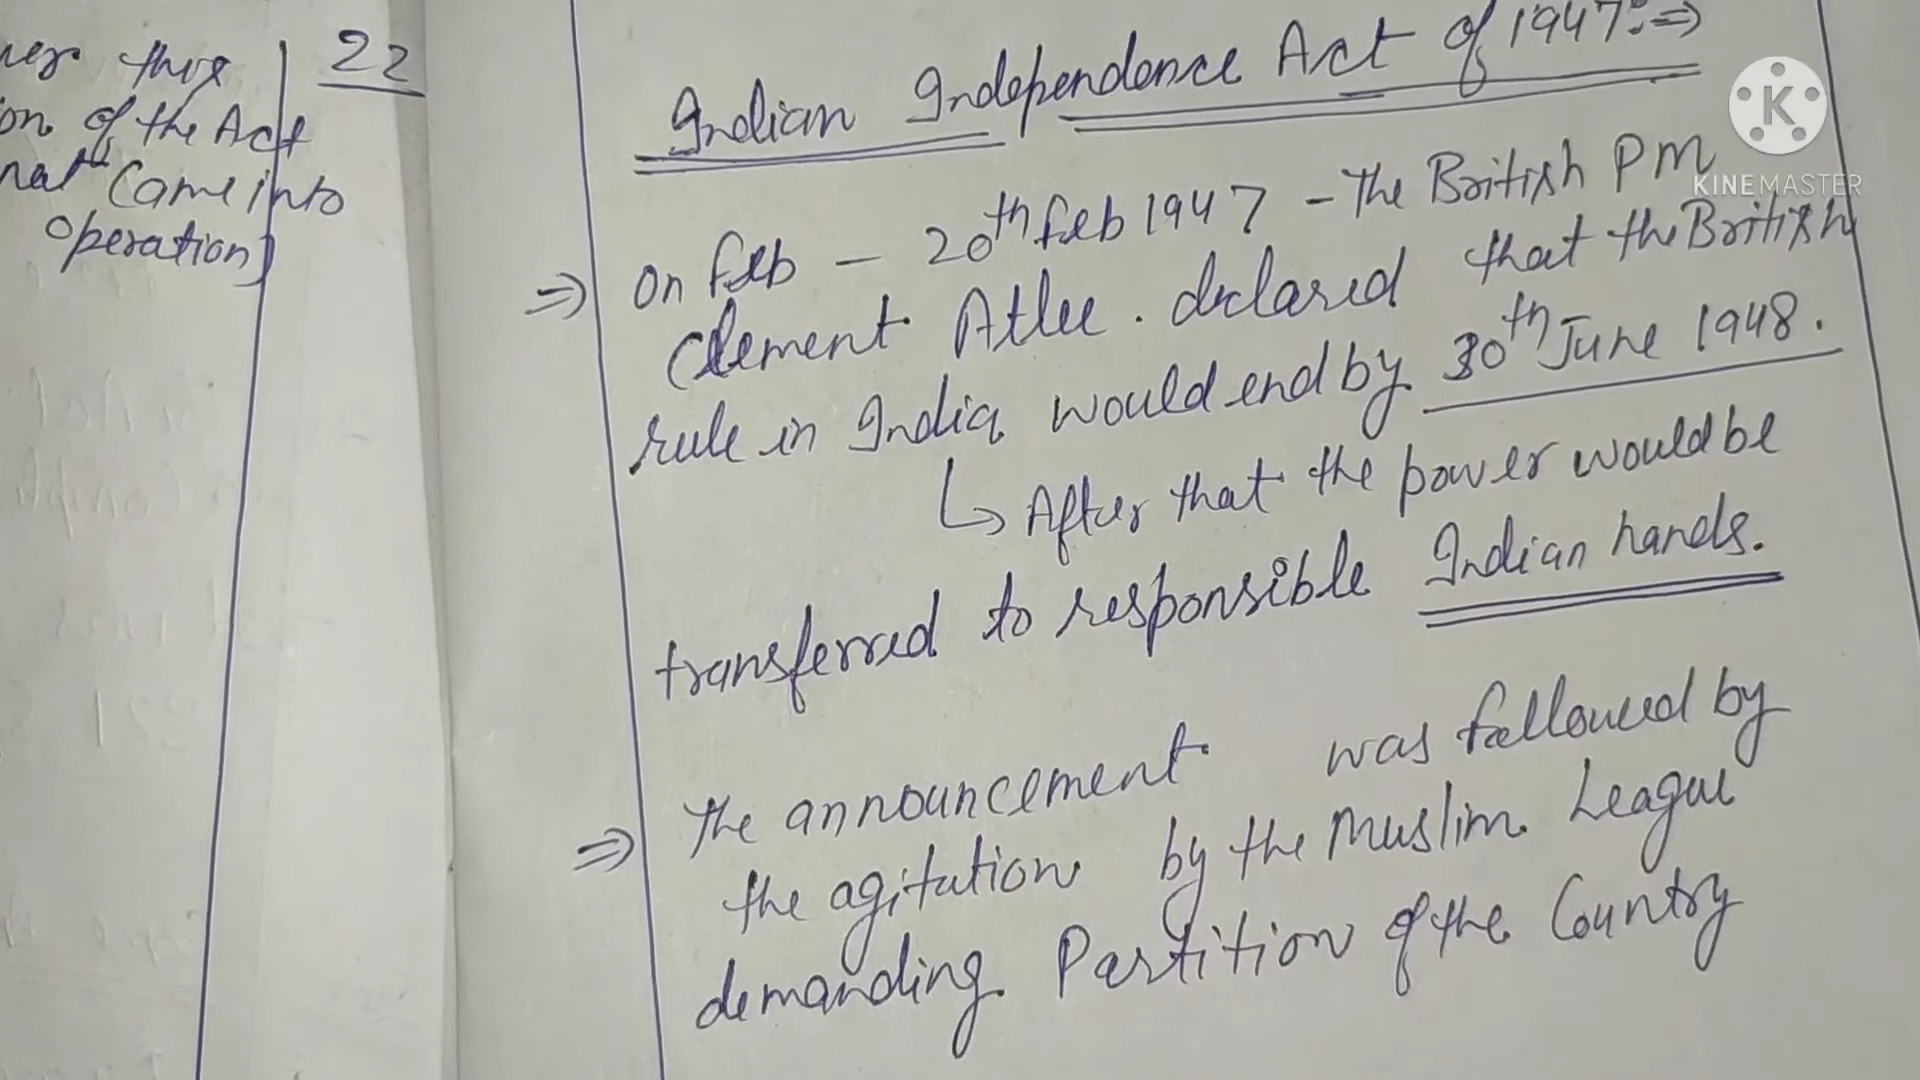 this
22
of the Act
Came into
operation
Indian Independence Act of 1947:⇒
KINEMASTER
⇒ On Feb – 20th Feb 1947 – The British PM
Clement Atlee. declared that the British
rule in India would end by 30th June 1948.
↳ After that the power would be
transferred to responsible Indian hands.
⇒ The announcement was followed by
the agitation by the Muslim League
demanding Partition of the Country